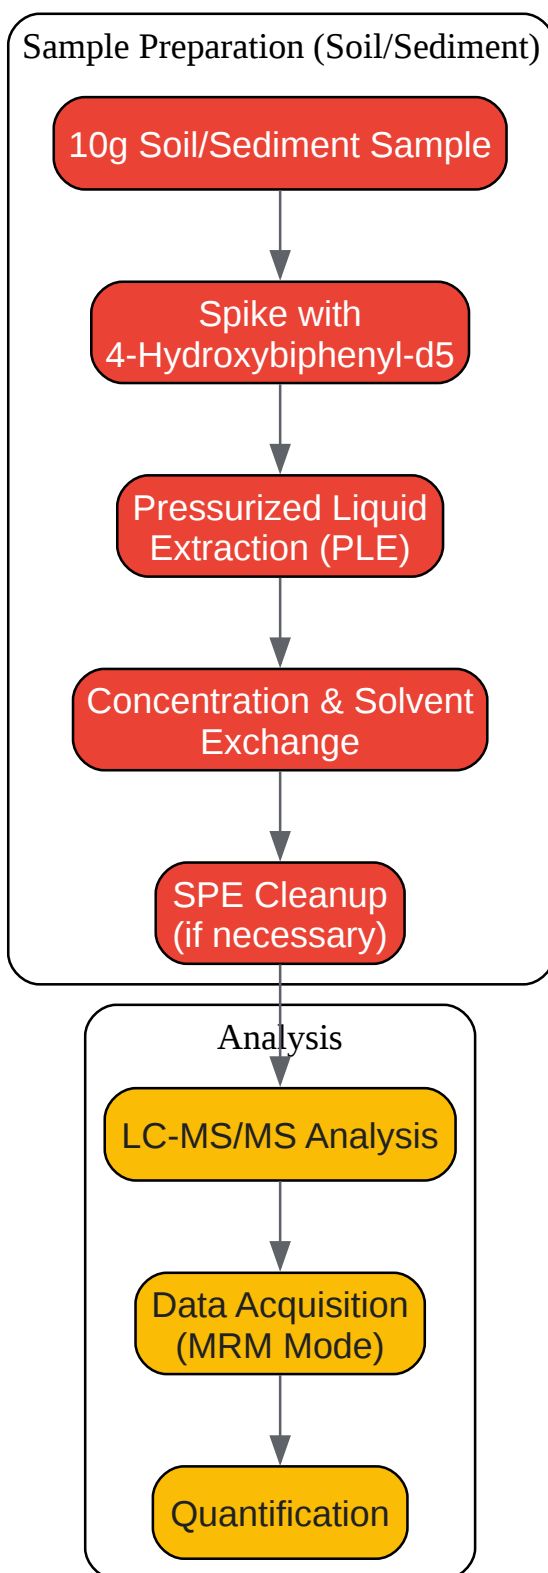 Sample Preparation (Soil/Sediment)
10g Soil/Sediment Sample
Spike with
4-Hydroxybiphenyl-d5
Pressurized Liquid
Extraction (PLE)
Concentration & Solvent
Exchange
SPE Cleanup
(if necessary)
Analysis
LC-MS/MS Analysis
Data Acquisition
(MRM Mode)
Quantification